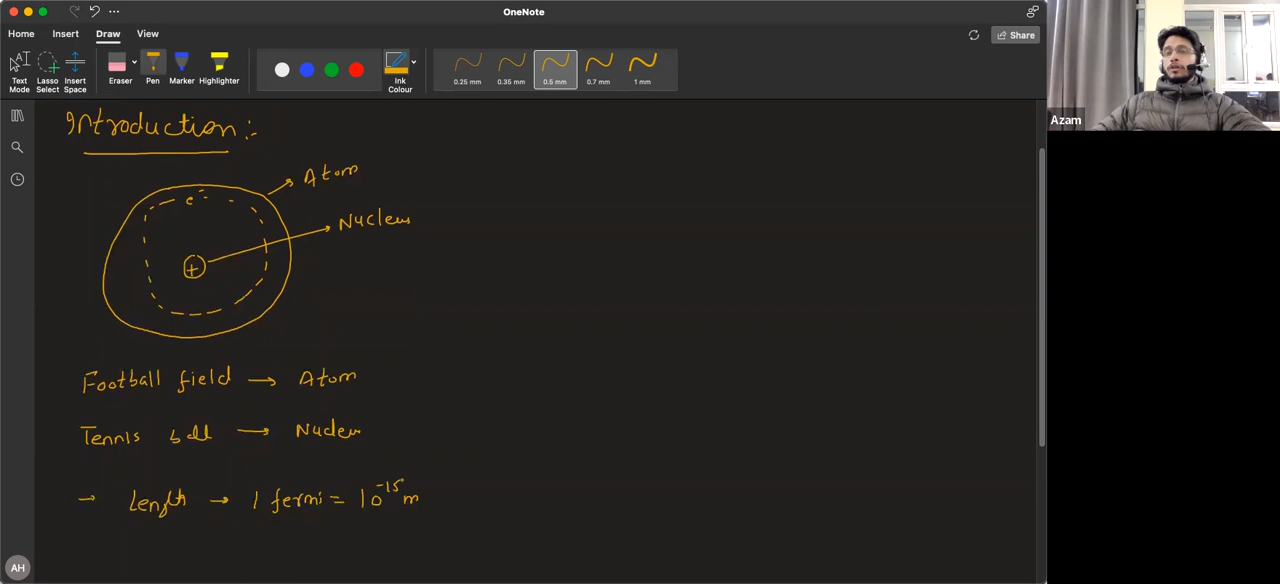 OneNote
Home Insert Draw View
Share
Text Mode
Lasso Select
Insert Space
Eraser
Pen
Marker
Highlighter
Ink Colour
0.25 mm
0.35 mm
0.5 mm
0.7 mm
1 mm
Azam
Introduction :-
Atom
e⁻
Nucleus
+
Football field → Atom
Tennis ball → Nucleus
→ Length → 1 fermi = 10⁻¹⁵ m
AH